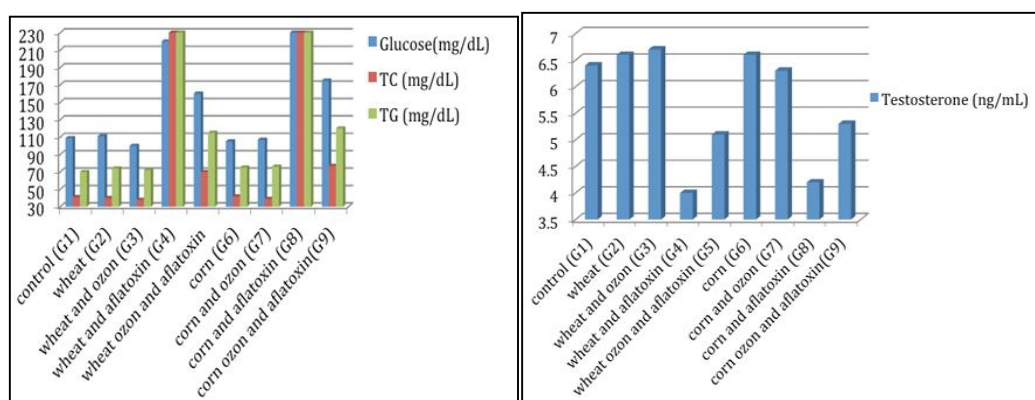 230
210
190
170
150
130
110
90
70
50
30
Glucose(mg/dL)
TC (mg/dL)
TG (mg/dL)
control (G1)
wheat (G2)
wheat and ozon (G3)
wheat and aflatoxin (G4)
wheat ozon and aflatoxin
corn (G6)
corn and ozon (G7)
corn and aflatoxin (G8)
corn ozon and aflatoxin(G9)
7
6.5
6
5.5
5
4.5
4
3.5
Testosterone (ng/mL)
control (G1)
wheat (G2)
wheat and ozon (G3)
wheat and aflatoxin (G4)
wheat ozon and aflatoxin (G5)
corn (G6)
corn and ozon (G7)
corn and aflatoxin (G8)
corn ozon and aflatoxin(G9)